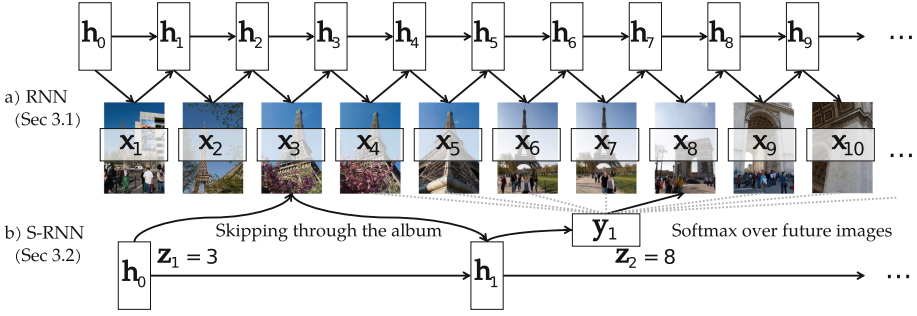 h0 h1 h2 h3 h4 h5 h6 h7 h8 h9 ...
a) RNN
(Sec 3.1)
x1 x2 x3 x4 x5 x6 x7 x8 x9 x10 ...
b) S-RNN
(Sec 3.2)
Skipping through the album
y1
Softmax over future images
h0
z1 = 3
h1
z2 = 8
...